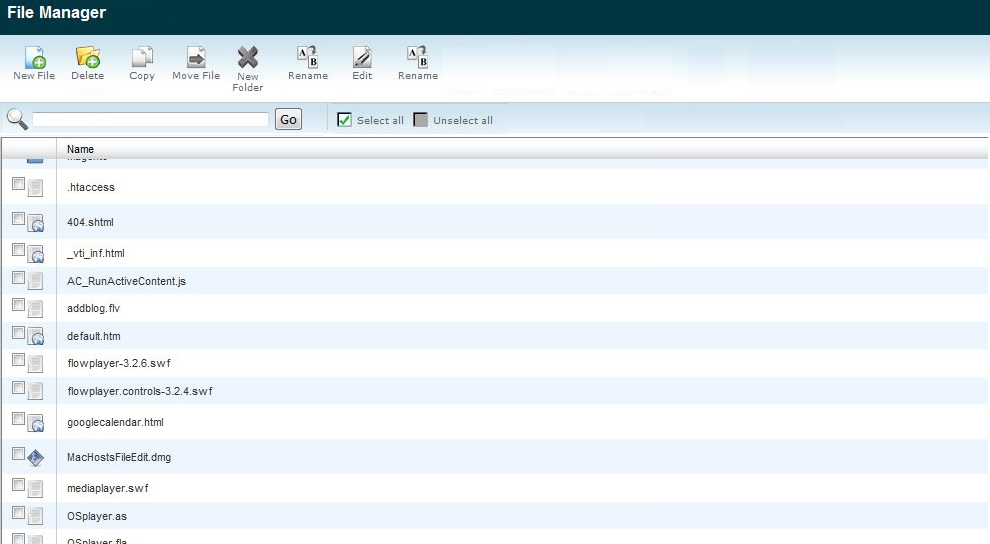 File Manager
New File Delete Copy Move File New Folder Rename Edit Rename
Go Select all Unselect all
Name
.htaccess
404.shtml
_vti_inf.html
AC_RunActiveContent.js
addblog.flv
default.htm
flowplayer-3.2.6.swf
flowplayer.controls-3.2.4.swf
googlecalendar.html
MacHostsFileEdit.dmg
mediaplayer.swf
OSplayer.as
OSplayer.fla